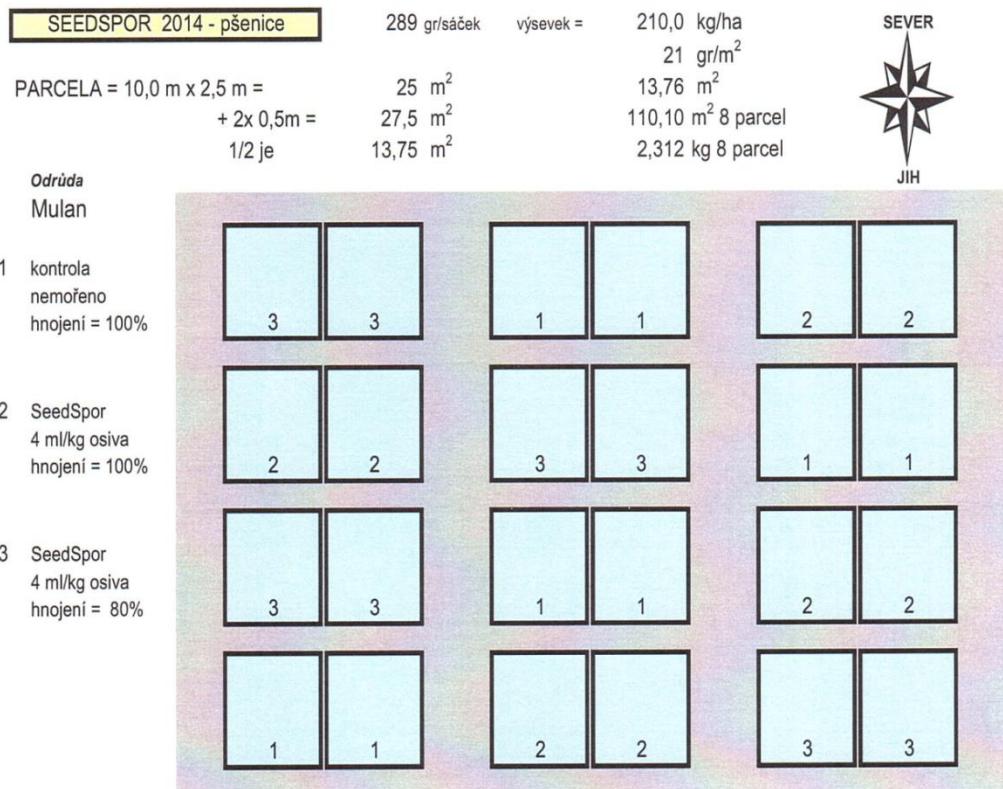 SEEDSPOR 2014 - pšenice 289 gr/sáček výsevek = 210,0 kg/ha
21 gr/m²
PARCELA = 10,0 m x 2,5 m = 25 m² 13,76 m²
+ 2x 0,5m = 27,5 m² 110,10 m² 8 parcel
1/2 je 13,75 m² 2,312 kg 8 parcel
SEVER
JIH
Odrůda
Mulan
1 kontrola
nemořeno
hnojení = 100%
3 3 1 1 2 2
2 SeedSpor
4 ml/kg osiva
hnojení = 100%
2 2 3 3 1 1
3 SeedSpor
4 ml/kg osiva
hnojení = 80%
3 3 1 1 2 2
1 1 2 2 3 3